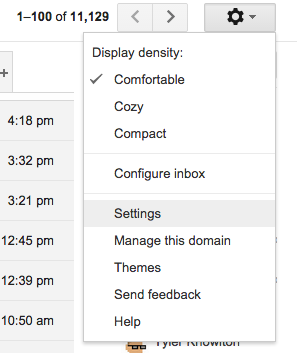 1–100 of 11,129
Display density:
Comfortable
Cozy
Compact
Configure inbox
Settings
Manage this domain
Themes
Send feedback
Help
+
4:18 pm
3:32 pm
3:21 pm
12:45 pm
12:39 pm
10:50 am
Tyler Knowlton